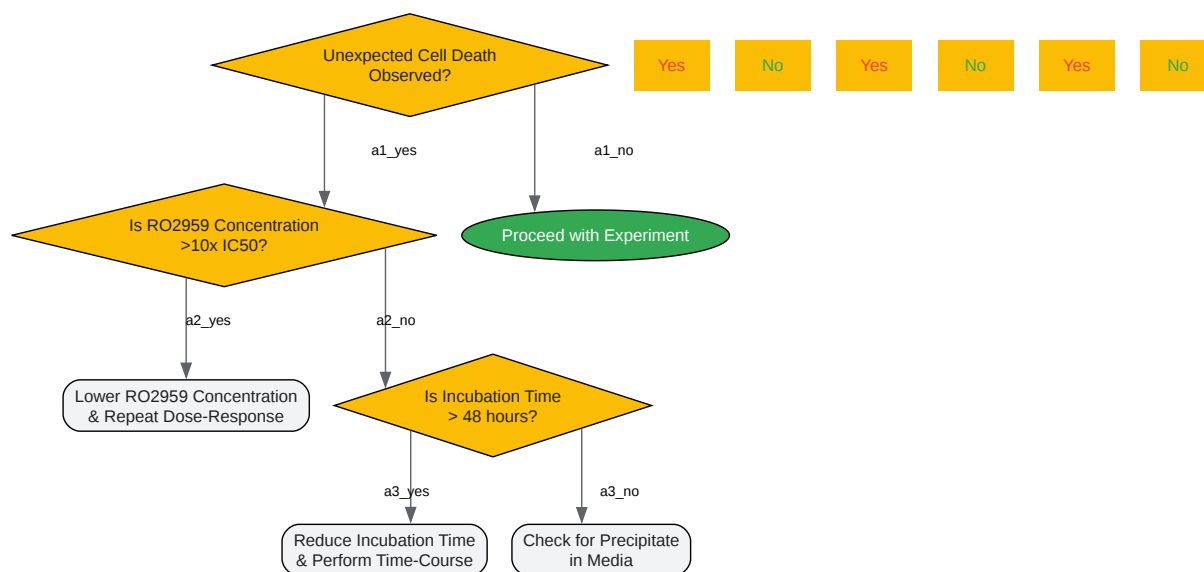 Unexpected Cell Death
Observed?
Yes
No
Yes
No
Yes
No
a1_yes
a1_no
Is RO2959 Concentration
>10x IC50?
Proceed with Experiment
a2_yes
a2_no
Lower RO2959 Concentration
& Repeat Dose-Response
Is Incubation Time
> 48 hours?
a3_yes
a3_no
Reduce Incubation Time
& Perform Time-Course
Check for Precipitate
in Media